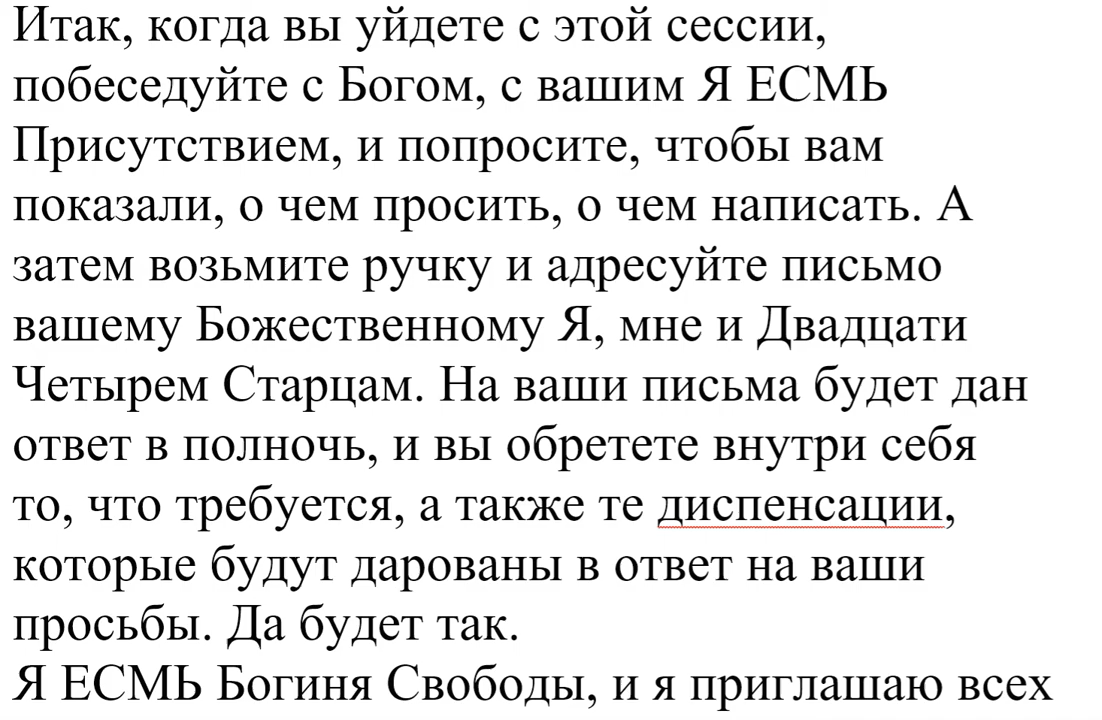 Итак, когда вы уйдете с этой сессии,
побеседуйте с Богом, с вашим Я ЕСМЬ
Присутствием, и попросите, чтобы вам
показали, о чем просить, о чем написать. А
затем возьмите ручку и адресуйте письмо
вашему Божественному Я, мне и Двадцати
Четырем Старцам. На ваши письма будет дан
ответ в полночь, и вы обретете внутри себя
то, что требуется, а также те диспенсации,
которые будут дарованы в ответ на ваши
просьбы. Да будет так.
Я ЕСМЬ Богиня Свободы, и я приглашаю всех